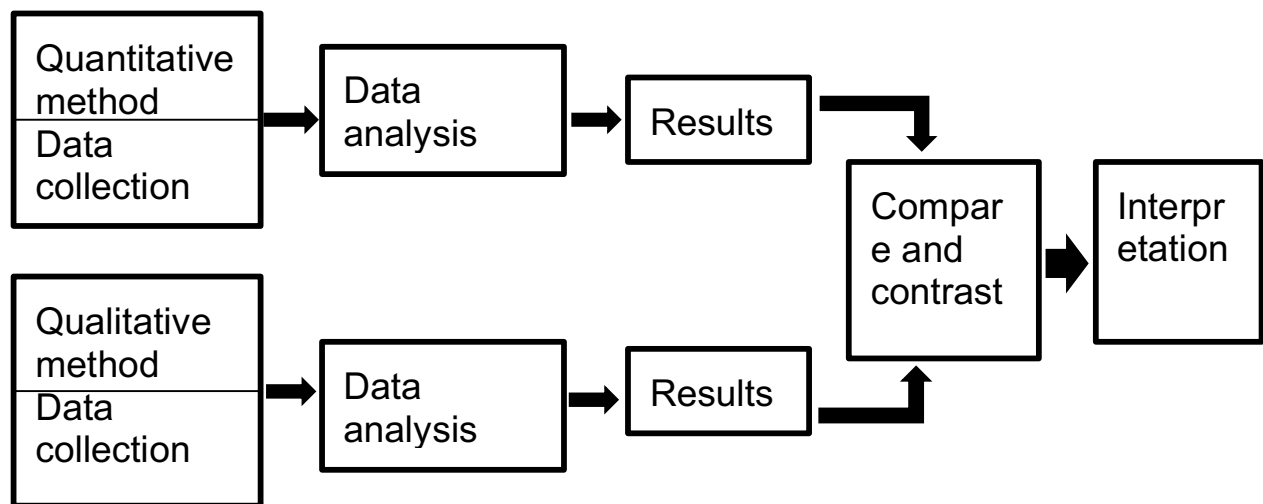 Quantitative
method
Data
collection
Data
analysis
Results
Qualitative
method
Data
collection
Data
analysis
Results
Compar
e and
contrast
Interpr
etation